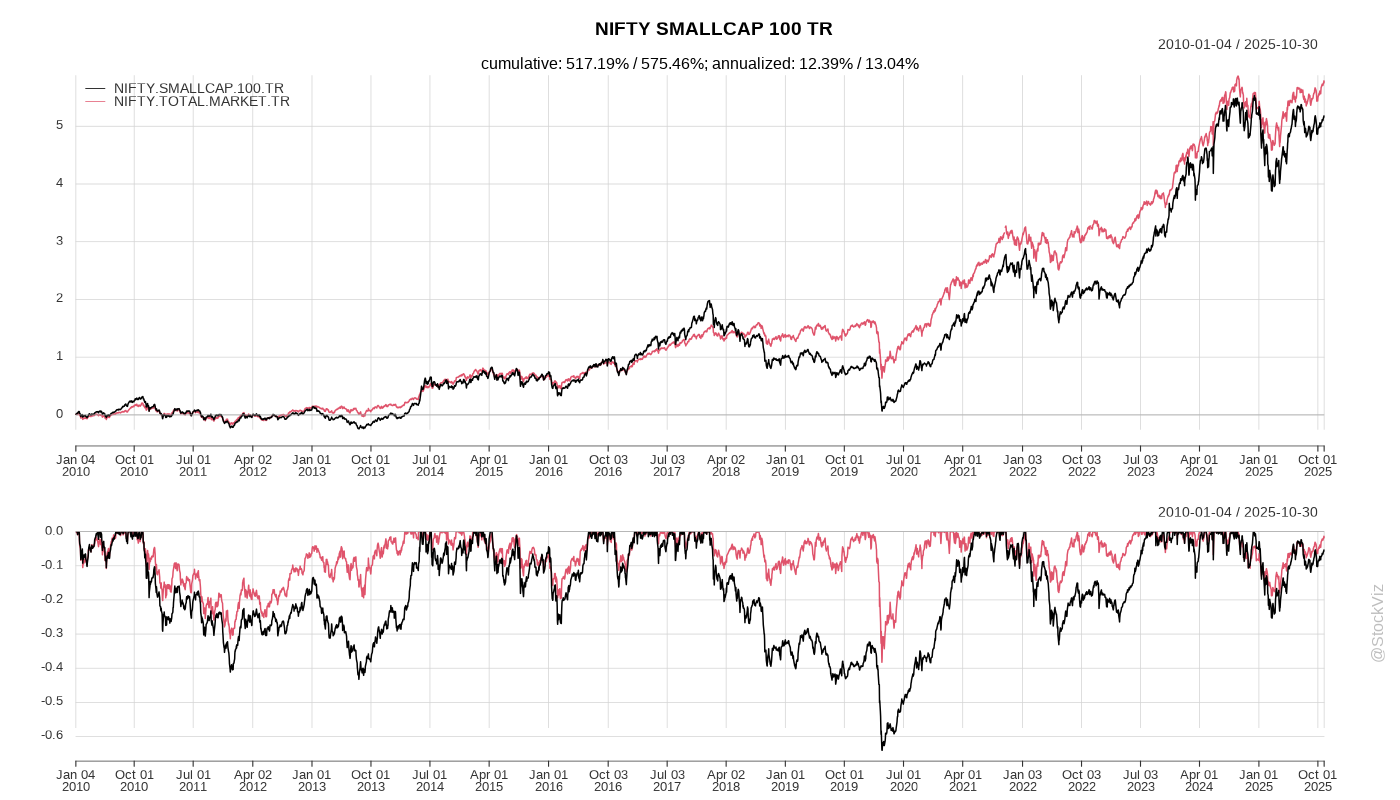 NIFTY SMALLCAP 100 TR
2010-01-04 / 2025-10-30
cumulative: 517.19% / 575.46%; annualized: 12.39% / 13.04%
NIFTY.SMALLCAP.100.TR
NIFTY.TOTAL.MARKET.TR
5
4
3
2
1
0
Jan 04 Oct 01 Jul 01 Apr 02 Jan 01 Oct 01 Jul 01 Apr 01 Jan 01 Oct 03 Jul 03 Apr 02 Jan 01 Oct 01 Jul 01 Apr 01 Jan 03 Oct 03 Jul 03 Apr 01 Jan 01 Oct 01
2010 2010 2011 2012 2013 2013 2014 2015 2016 2016 2017 2018 2019 2019 2020 2021 2022 2022 2023 2024 2025 2025
2010-01-04 / 2025-10-30
0.0
-0.1
-0.2
-0.3
-0.4
-0.5
-0.6
Jan 04 Oct 01 Jul 01 Apr 02 Jan 01 Oct 01 Jul 01 Apr 01 Jan 01 Oct 03 Jul 03 Apr 02 Jan 01 Oct 01 Jul 01 Apr 01 Jan 03 Oct 03 Jul 03 Apr 01 Jan 01 Oct 01
2010 2010 2011 2012 2013 2013 2014 2015 2016 2016 2017 2018 2019 2019 2020 2021 2022 2022 2023 2024 2025 2025
@StockViz